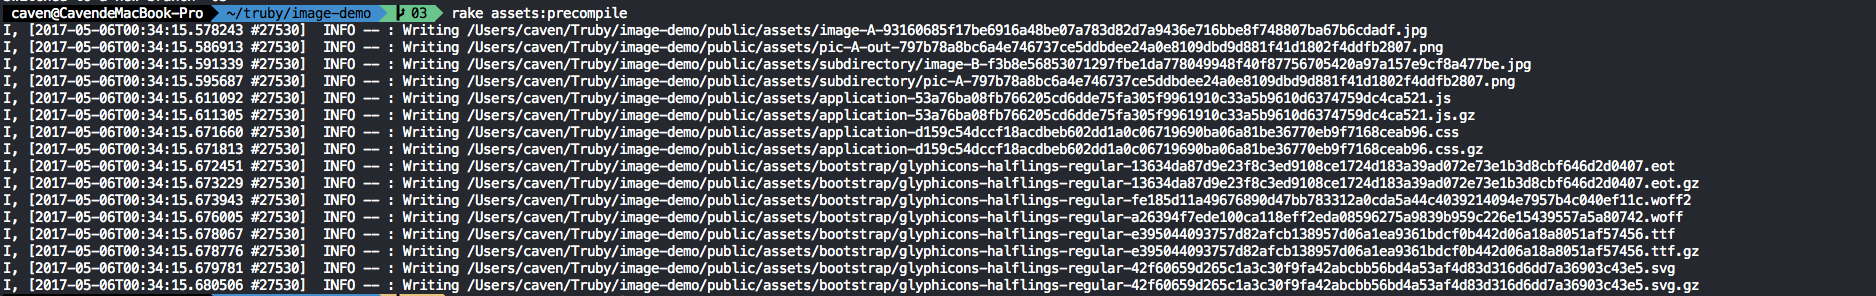 caven@CavendeMacBook-Pro ~/truby/image-demo 03 rake assets:precompile
I, [2017-05-06T00:34:15.578243 #27530]  INFO -- : Writing /Users/caven/Truby/image-demo/public/assets/image-A-93160685f17be6916a48be07a783d82d7a9436e716bbe8f748807ba67b6cdadf.jpg
I, [2017-05-06T00:34:15.586913 #27530]  INFO -- : Writing /Users/caven/Truby/image-demo/public/assets/pic-A-out-797b78a8bc6a4e746737ce5ddbdee24a0e8109dbd9d881f41d1802f4ddfb2807.png
I, [2017-05-06T00:34:15.591339 #27530]  INFO -- : Writing /Users/caven/Truby/image-demo/public/assets/subdirectory/image-B-f3b8e56853071297fbe1da778049948f40f87756705420a97a157e9cf8a477be.jpg
I, [2017-05-06T00:34:15.595687 #27530]  INFO -- : Writing /Users/caven/Truby/image-demo/public/assets/subdirectory/pic-A-797b78a8bc6a4e746737ce5ddbdee24a0e8109dbd9d881f41d1802f4ddfb2807.png
I, [2017-05-06T00:34:15.611092 #27530]  INFO -- : Writing /Users/caven/Truby/image-demo/public/assets/application-53a76ba08fb766205cd6dde75fa305f9961910c33a5b9610d6374759dc4ca521.js
I, [2017-05-06T00:34:15.611305 #27530]  INFO -- : Writing /Users/caven/Truby/image-demo/public/assets/application-53a76ba08fb766205cd6dde75fa305f9961910c33a5b9610d6374759dc4ca521.js.gz
I, [2017-05-06T00:34:15.671660 #27530]  INFO -- : Writing /Users/caven/Truby/image-demo/public/assets/application-d159c54dccf18acdbeb602dd1a0c06719690ba06a81be36770eb9f7168ceab96.css
I, [2017-05-06T00:34:15.671813 #27530]  INFO -- : Writing /Users/caven/Truby/image-demo/public/assets/application-d159c54dccf18acdbeb602dd1a0c06719690ba06a81be36770eb9f7168ceab96.css.gz
I, [2017-05-06T00:34:15.672451 #27530]  INFO -- : Writing /Users/caven/Truby/image-demo/public/assets/bootstrap/glyphicons-halflings-regular-13634da87d9e23f8c3ed9108ce1724d183a39ad072e73e1b3d8cbf646d2d0407.eot
I, [2017-05-06T00:34:15.673229 #27530]  INFO -- : Writing /Users/caven/Truby/image-demo/public/assets/bootstrap/glyphicons-halflings-regular-13634da87d9e23f8c3ed9108ce1724d183a39ad072e73e1b3d8cbf646d2d0407.eot.gz
I, [2017-05-06T00:34:15.673943 #27530]  INFO -- : Writing /Users/caven/Truby/image-demo/public/assets/bootstrap/glyphicons-halflings-regular-fe185d11a49676890d47bb783312a0cda5a44c4039214094e7957b4c040ef11c.woff2
I, [2017-05-06T00:34:15.676005 #27530]  INFO -- : Writing /Users/caven/Truby/image-demo/public/assets/bootstrap/glyphicons-halflings-regular-a26394f7ede100ca118eff2eda08596275a9839b959c226e15439557a5a80742.woff
I, [2017-05-06T00:34:15.678067 #27530]  INFO -- : Writing /Users/caven/Truby/image-demo/public/assets/bootstrap/glyphicons-halflings-regular-e395044093757d82afcb138957d06a1ea9361bdcf0b442d06a18a8051af57456.ttf
I, [2017-05-06T00:34:15.678776 #27530]  INFO -- : Writing /Users/caven/Truby/image-demo/public/assets/bootstrap/glyphicons-halflings-regular-e395044093757d82afcb138957d06a1ea9361bdcf0b442d06a18a8051af57456.ttf.gz
I, [2017-05-06T00:34:15.679781 #27530]  INFO -- : Writing /Users/caven/Truby/image-demo/public/assets/bootstrap/glyphicons-halflings-regular-42f60659d265c1a3c30f9fa42abcbb56bd4a53af4d83d316d6dd7a36903c43e5.svg
I, [2017-05-06T00:34:15.680506 #27530]  INFO -- : Writing /Users/caven/Truby/image-demo/public/assets/bootstrap/glyphicons-halflings-regular-42f60659d265c1a3c30f9fa42abcbb56bd4a53af4d83d316d6dd7a36903c43e5.svg.gz